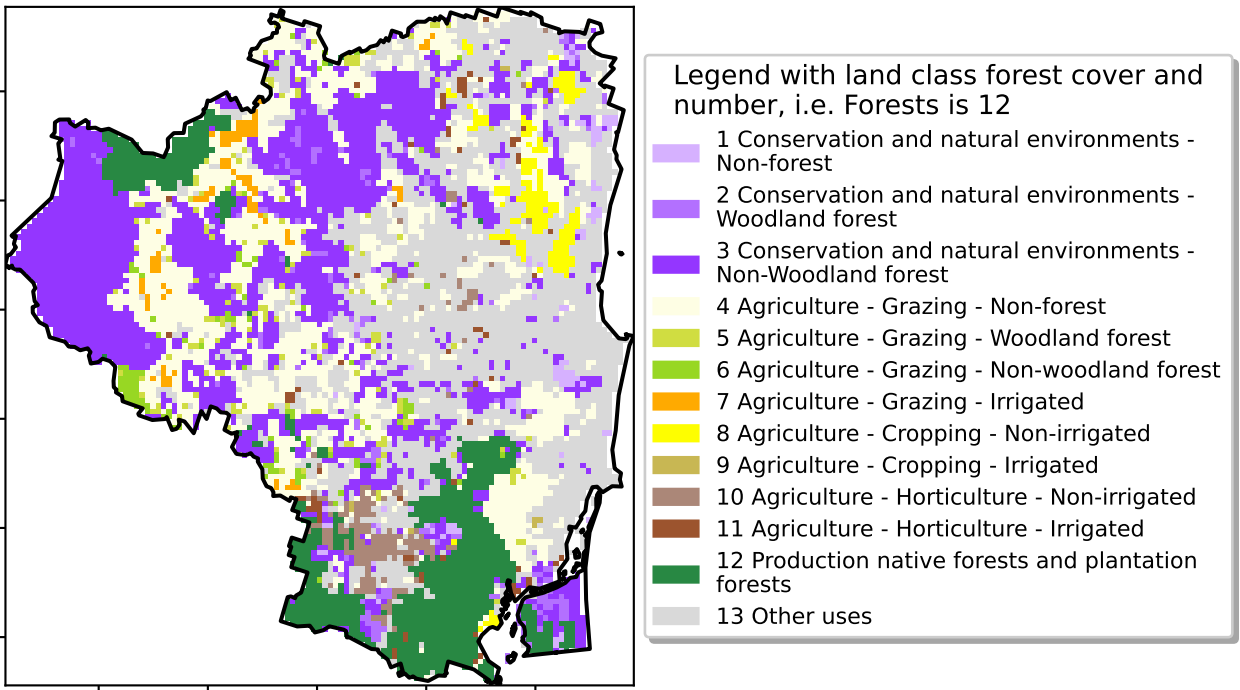 Legend with land class forest cover and
number, i.e. Forests is 12
1 Conservation and natural environments -
Non-forest
2 Conservation and natural environments -
Woodland forest
3 Conservation and natural environments -
Non-Woodland forest
4 Agriculture - Grazing - Non-forest
5 Agriculture - Grazing - Woodland forest
6 Agriculture - Grazing - Non-woodland forest
7 Agriculture - Grazing - Irrigated
8 Agriculture - Cropping - Non-irrigated
9 Agriculture - Cropping - Irrigated
10 Agriculture - Horticulture - Non-irrigated
11 Agriculture - Horticulture - Irrigated
12 Production native forests and plantation
forests
13 Other uses